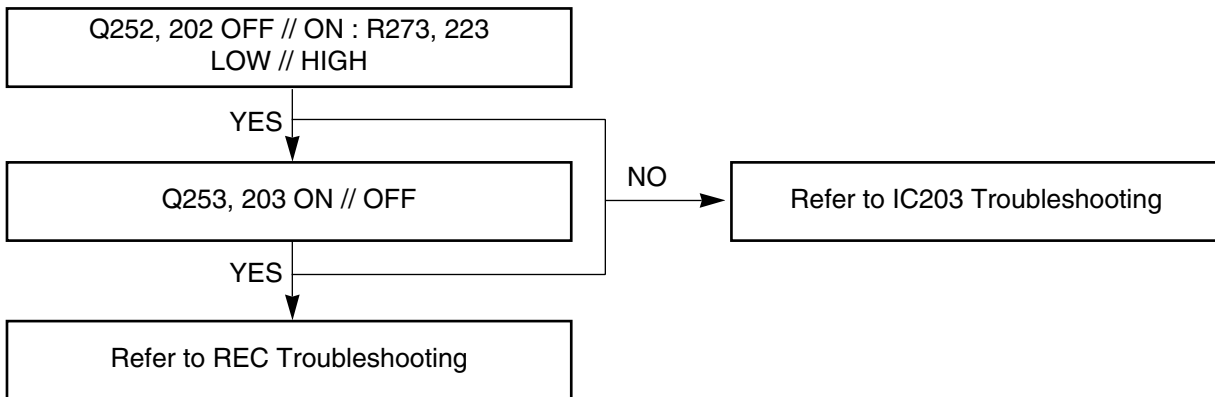 Q252, 202 OFF // ON : R273, 223
LOW // HIGH
YES
Q253, 203 ON // OFF
NO
Refer to IC203 Troubleshooting
YES
Refer to REC Troubleshooting